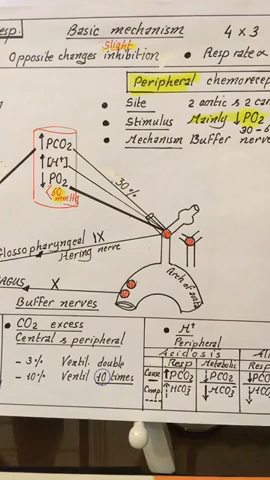 esp.
Basic mechanism
4 x 3
Slight
Opposite changes inhibition
• Resp rate ∝
Peripheral chemorecep
• Site 2 aortic & 2 car
• Stimulus Mainly ↓PO2
30-6
• Mechanism Buffer nerve
↑PCO2
↑[H+]
↓PO2
60 mmHg
30%
Glossopharyngeal IX
Hering nerve
VAGUS X
Buffer nerves
Arch of aorta
• CO2 excess
Central & peripheral
– 3% Ventil. double
– 10% Ventil 10 times
• H+
Peripheral
Acidosis Al
Resp Metabolic Resp
Cause ↑PCO2 ↓HCO3⁻ ↓PCO2
Comp. ↑HCO3⁻ ↓PCO2 ↓HCO3